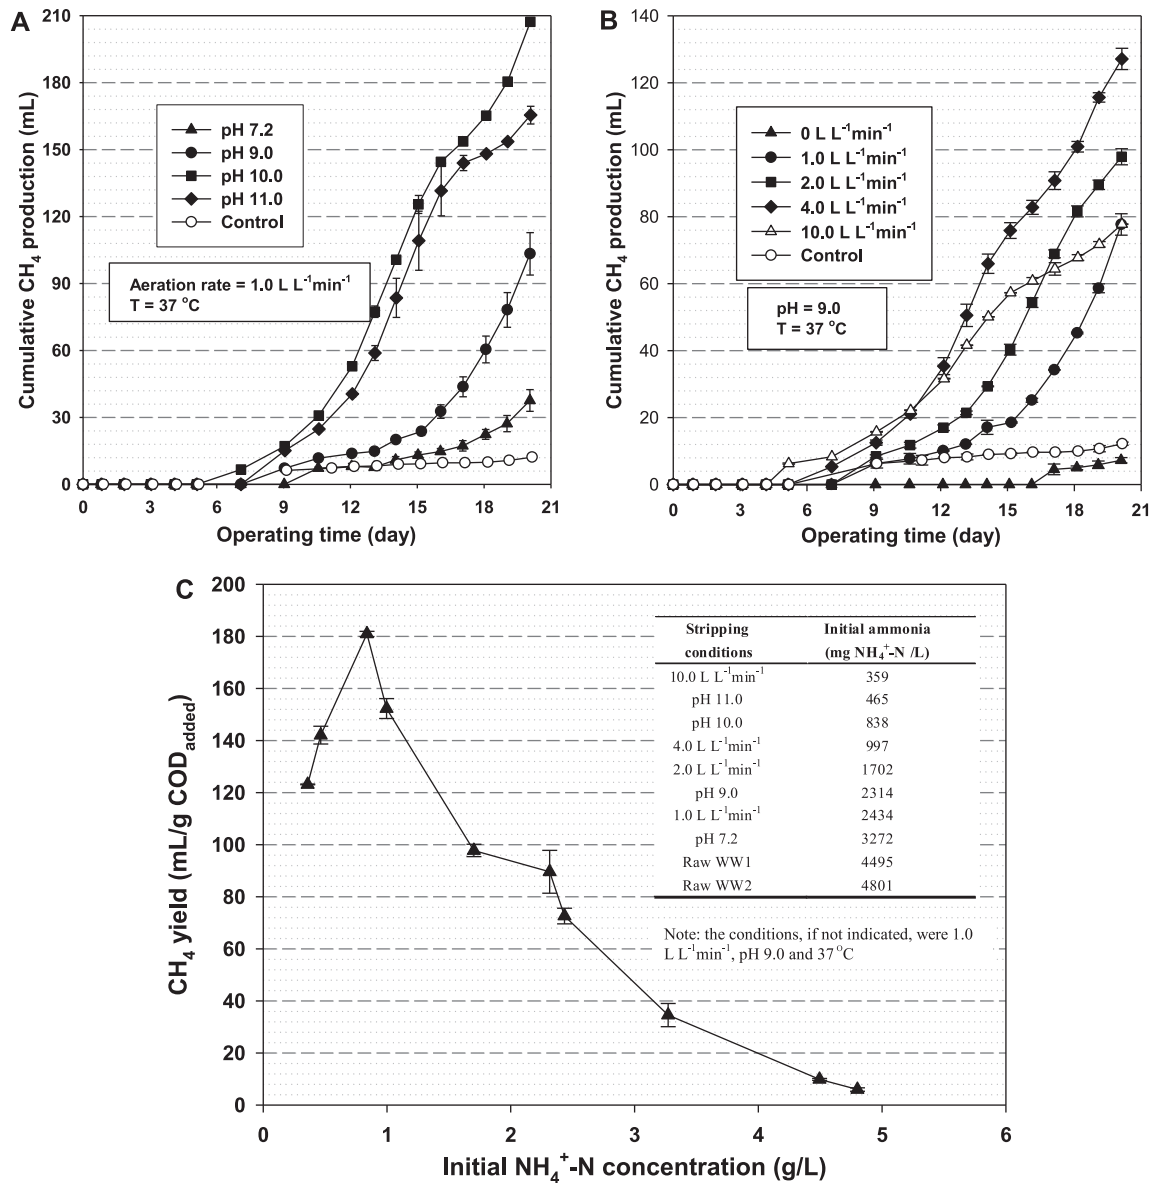 A
210
180
150
120
90
60
30
0
Cumulative CH4 production (mL)
pH 7.2
pH 9.0
pH 10.0
pH 11.0
Control
Aeration rate = 1.0 L L-1min-1
T = 37 oC
0 3 6 9 12 15 18 21
Operating time (day)
B
140
120
100
80
60
40
20
0
Cumulative CH4 production (mL)
0 L L-1min-1
1.0 L L-1min-1
2.0 L L-1min-1
4.0 L L-1min-1
10.0 L L-1min-1
Control
pH = 9.0
T = 37 oC
0 3 6 9 12 15 18 21
Operating time (day)
C
200
180
160
140
120
100
80
60
40
20
0
CH4 yield (mL/g CODadded)
Stripping Initial ammonia
conditions (mg NH4+-N /L)
10.0 L L-1min-1 359
pH 11.0 465
pH 10.0 838
4.0 L L-1min-1 997
2.0 L L-1min-1 1702
pH 9.0 2314
1.0 L L-1min-1 2434
pH 7.2 3272
Raw WW1 4495
Raw WW2 4801
Note: the conditions, if not indicated, were 1.0
L L-1min-1, pH 9.0 and 37oC
0 1 2 3 4 5 6
Initial NH4+-N concentration (g/L)